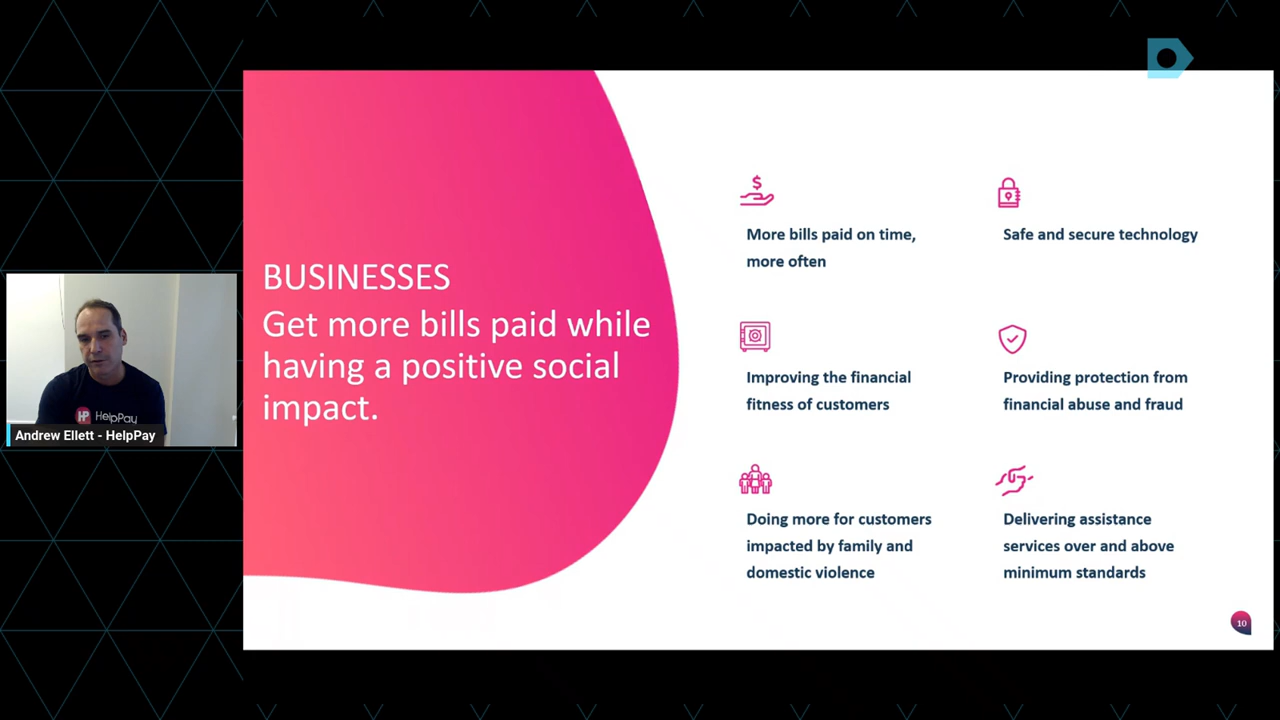 BUSINESSES
Get more bills paid while
having a positive social
impact.
$
More bills paid on time,
more often
Safe and secure technology
Improving the financial
fitness of customers
Providing protection from
financial abuse and fraud
Doing more for customers
impacted by family and
domestic violence
Delivering assistance
services over and above
minimum standards
10
HP HelpPay
Andrew Ellett - HelpPay